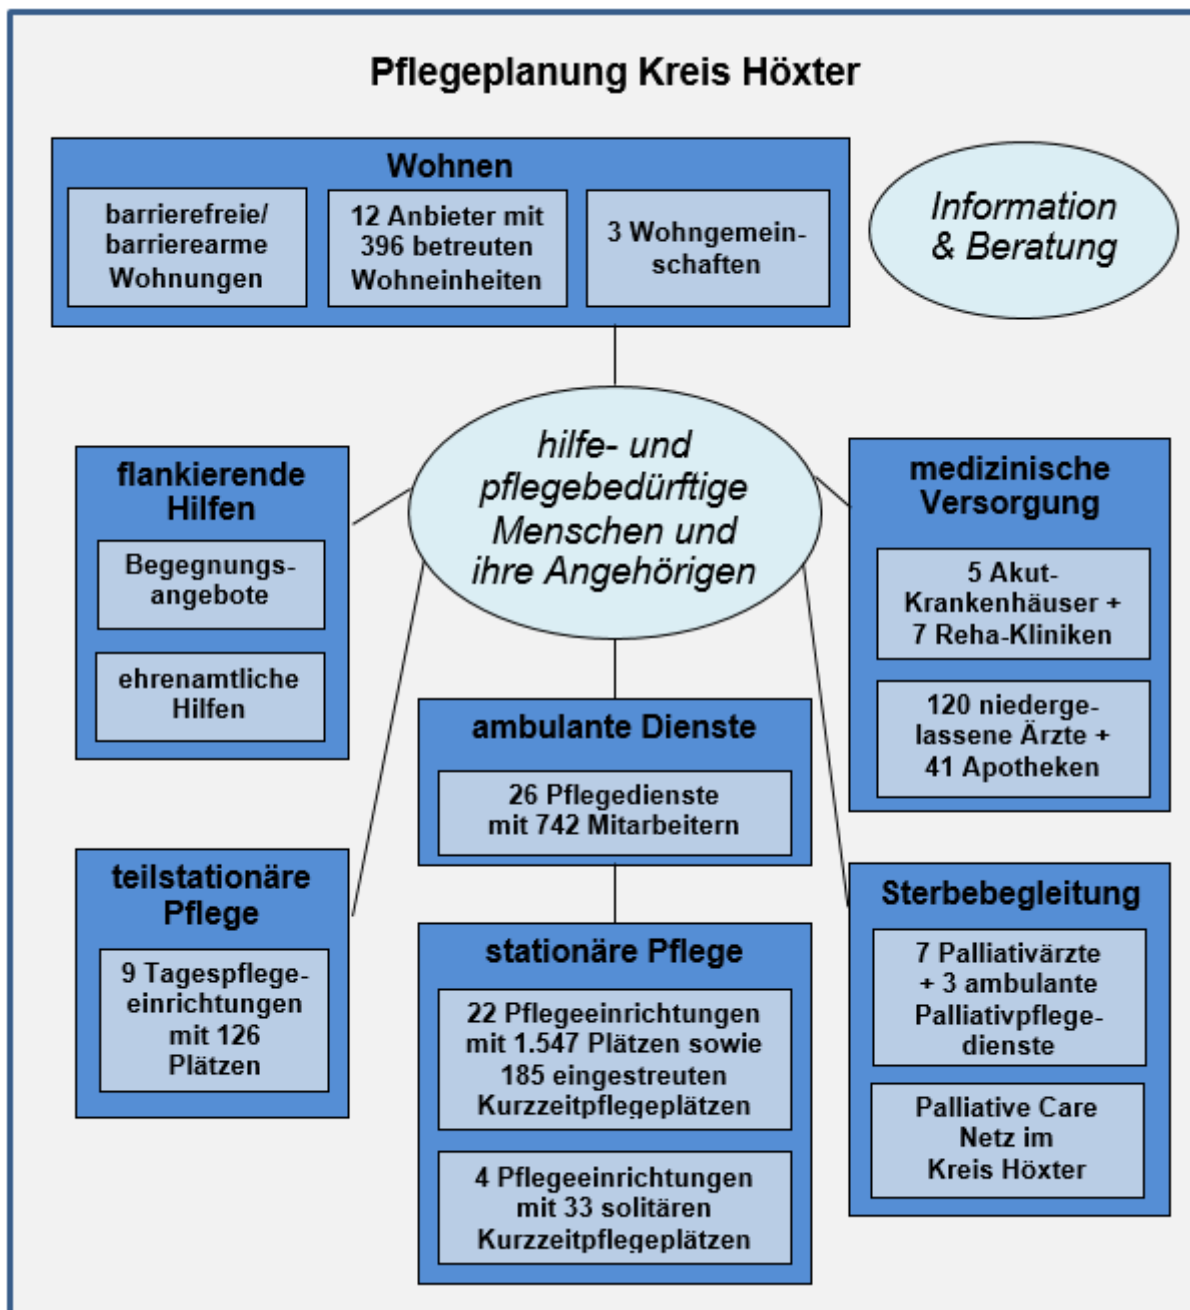 Pflegeplanung Kreis Höxter
Wohnen
barrierefreie/
barrierearme
Wohnungen
12 Anbieter mit
396 betreuten
Wohneinheiten
3 Wohngemein-
schaften
Information
& Beratung
hilfe- und
pflegebedürftige
Menschen und
ihre Angehörigen
flankierende
Hilfen
Begegnungs-
angebote
ehrenamtliche
Hilfen
medizinische
Versorgung
5 Akut-
Krankenhäuser +
7 Reha-Kliniken
120 niederge-
lassene Ärzte +
41 Apotheken
ambulante Dienste
26 Pflegedienste
mit 742 Mitarbeitern
teilstationäre
Pflege
9 Tagespflege-
einrichtungen
mit 126
Plätzen
stationäre Pflege
22 Pflegeeinrichtungen
mit 1.547 Plätzen sowie
185 eingestreuten
Kurzzeitpflegeplätzen
4 Pflegeeinrichtungen
mit 33 solitären
Kurzzeitpflegeplätzen
Sterbebegleitung
7 Palliativärzte
+ 3 ambulante
Palliativpflege-
dienste
Palliative Care
Netz im
Kreis Höxter